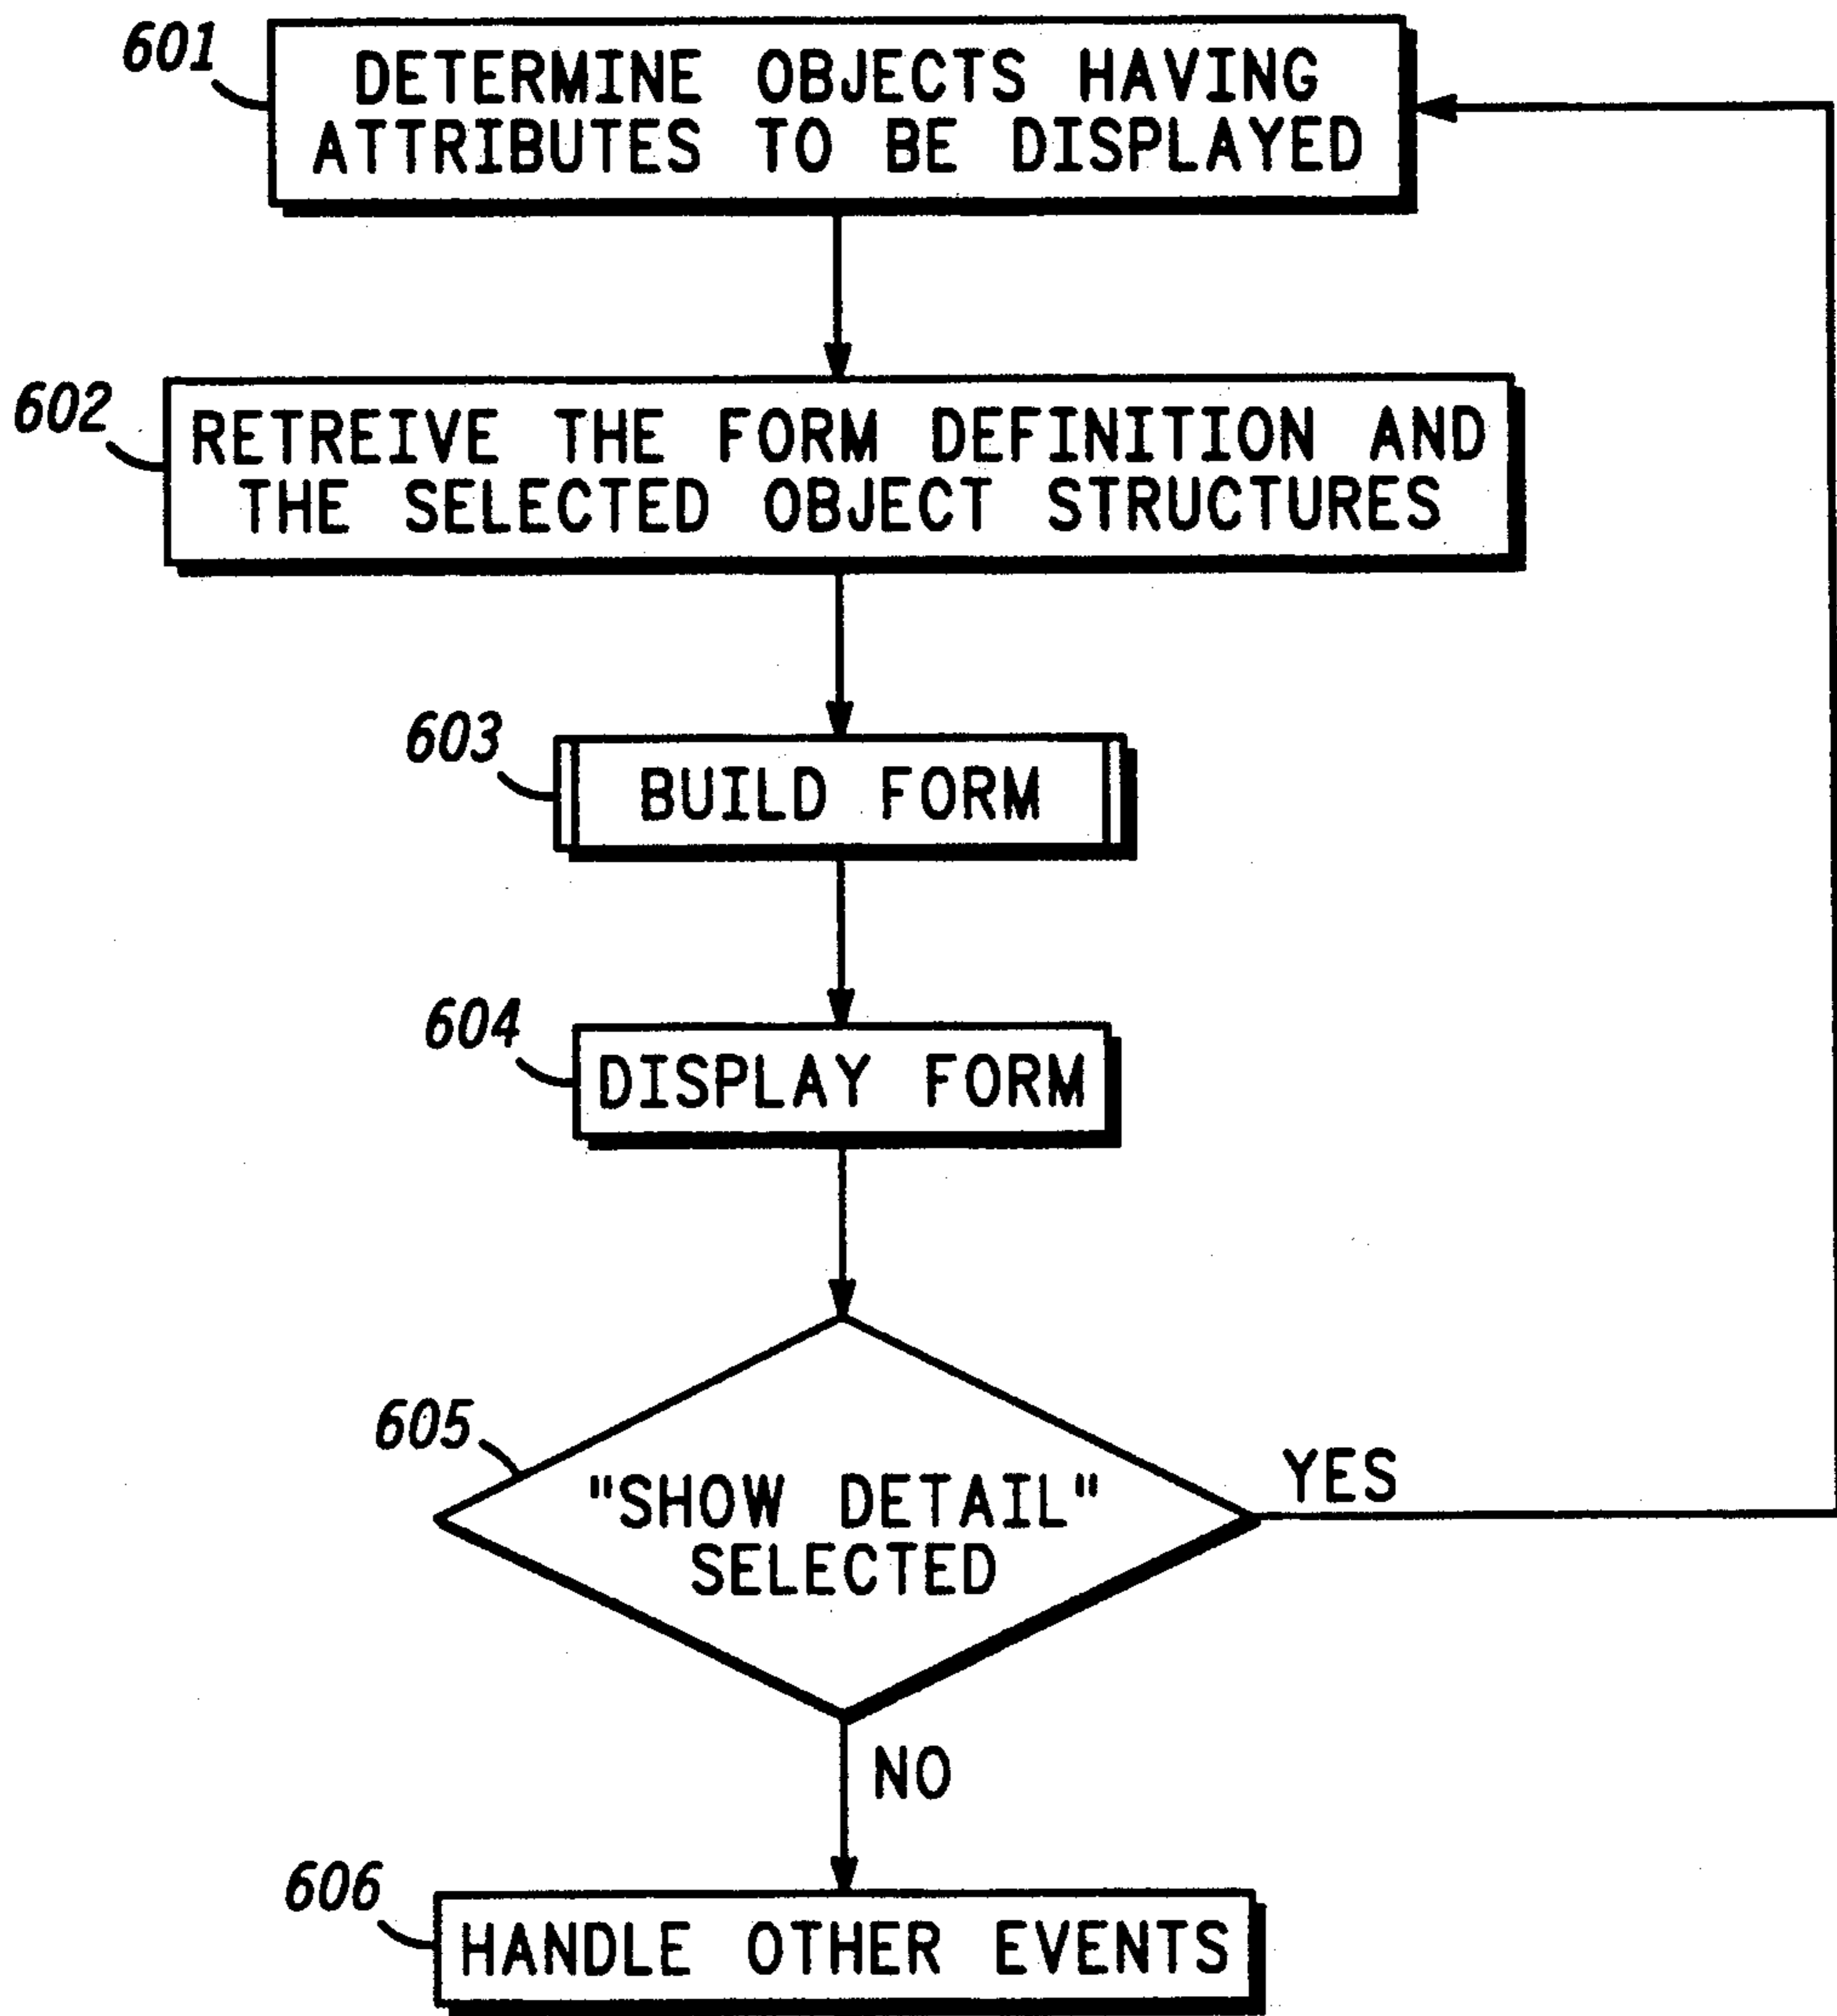 601
DETERMINE OBJECTS HAVING
ATTRIBUTES TO BE DISPLAYED
602
RETREIVE THE FORM DEFINITION AND
THE SELECTED OBJECT STRUCTURES
603
BUILD FORM
604
DISPLAY FORM
605
"SHOW DETAIL"
SELECTED
YES
NO
606
HANDLE OTHER EVENTS